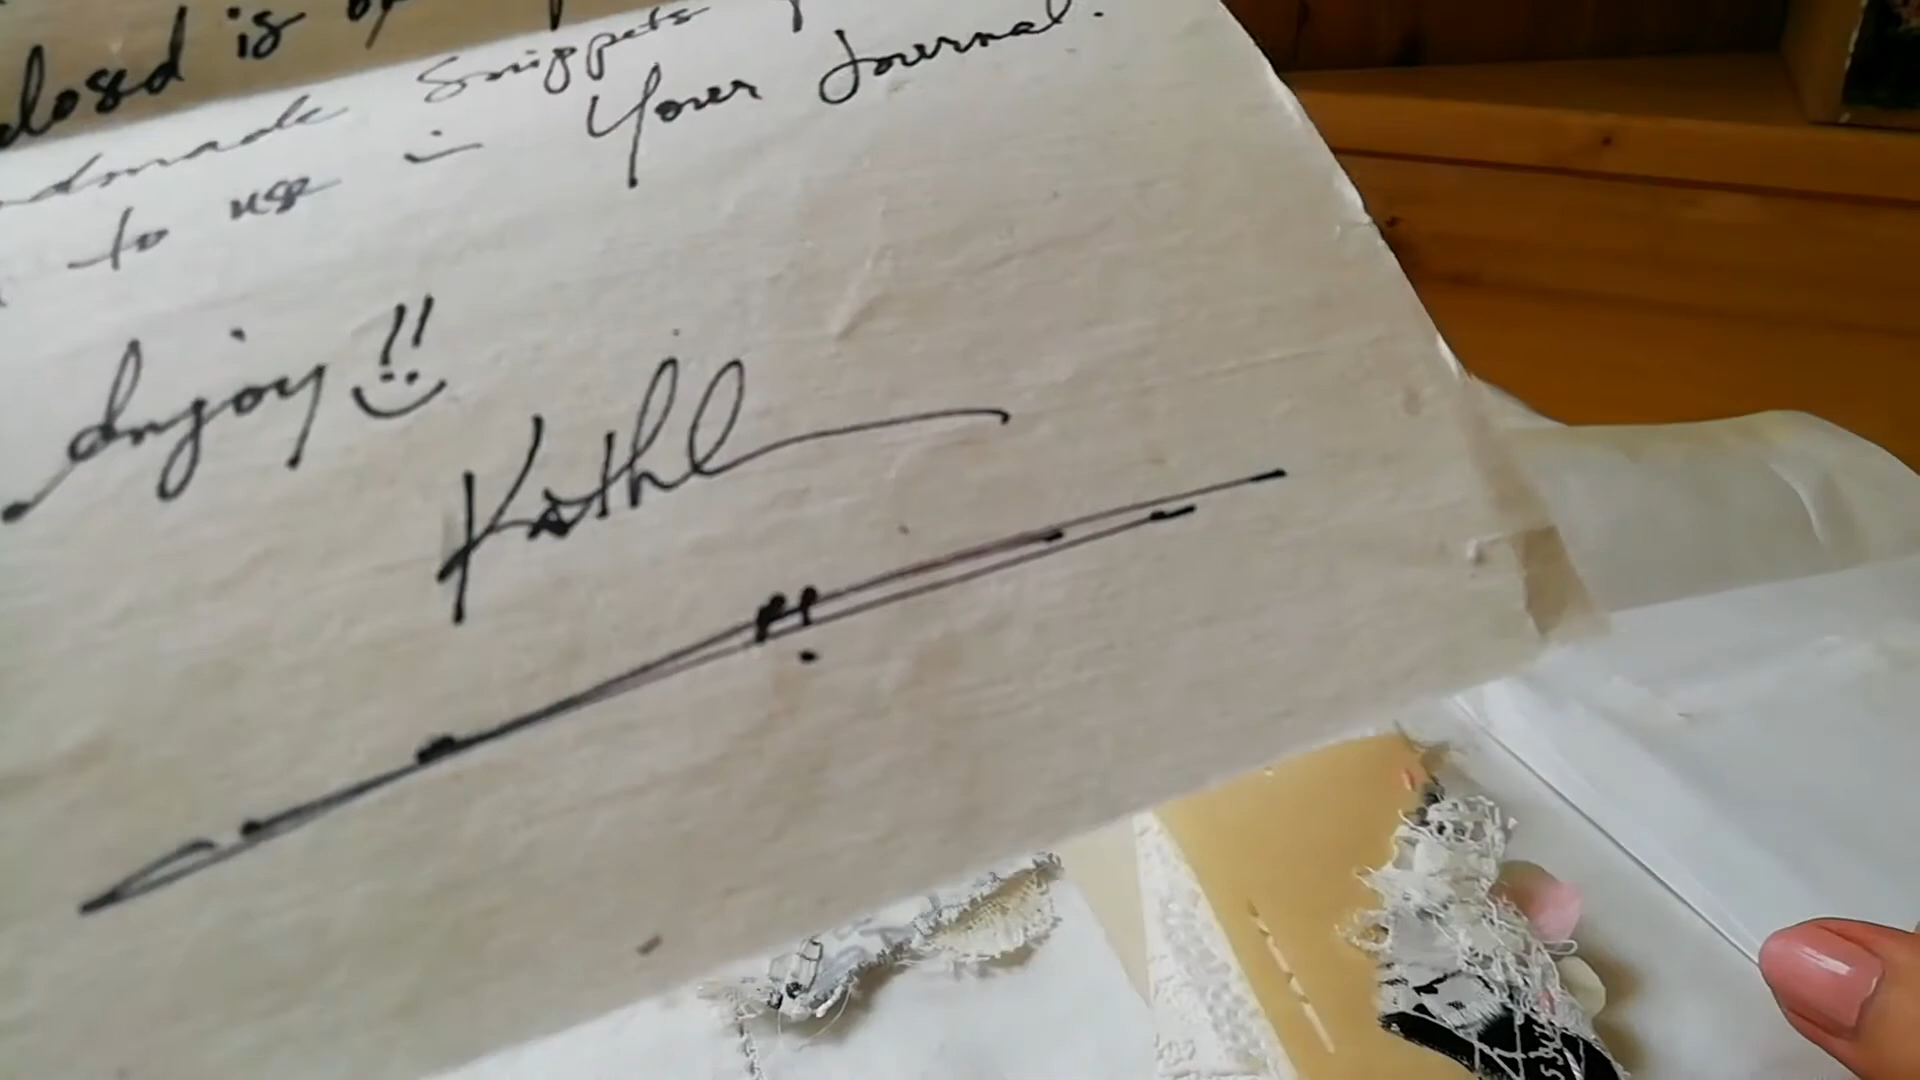 closed is
handmade Snippets
to use in Your Journal.
Enjoy!!
Kathl